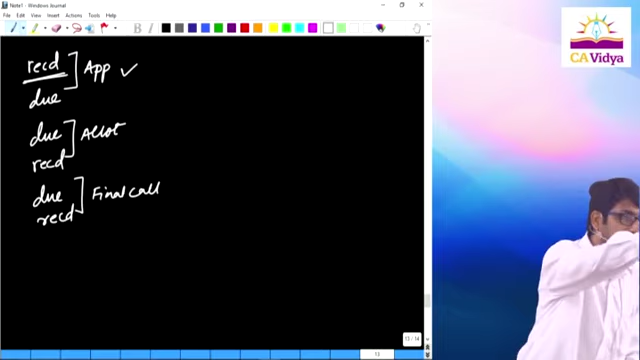 Note1 - Windows Journal
File Edit View Insert Actions Tools Help
B I
recd
App ✓
due
due
Allot
recd
due
Final call
recd
13 / 14
13
CA Vidya